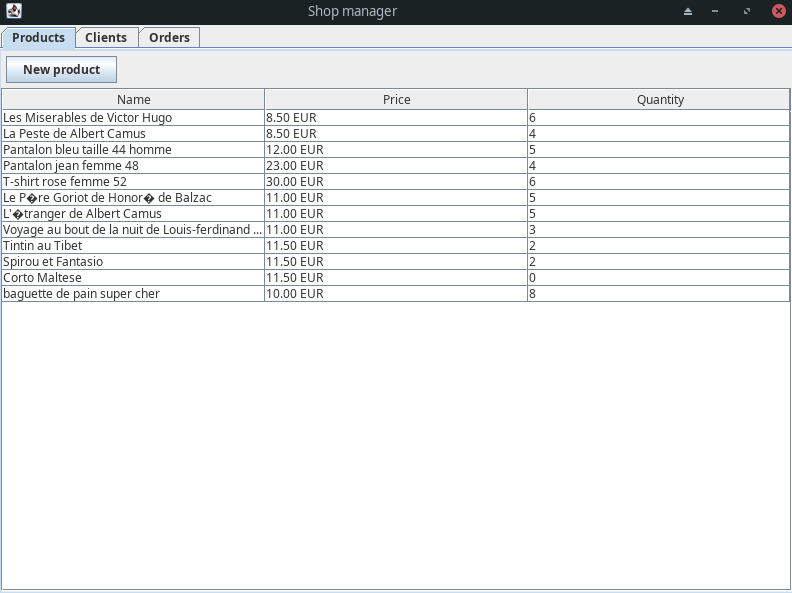 Shop manager
Products Clients Orders
New product
Name Price Quantity
Les Miserables de Victor Hugo 8.50 EUR 6
La Peste de Albert Camus 8.50 EUR 4
Pantalon bleu taille 44 homme 12.00 EUR 5
Pantalon jean femme 48 23.00 EUR 4
T-shirt rose femme 52 30.00 EUR 6
Le P�re Goriot de Honor� de Balzac 11.00 EUR 5
L'�tranger de Albert Camus 11.00 EUR 5
Voyage au bout de la nuit de Louis-ferdinand ... 11.00 EUR 3
Tintin au Tibet 11.50 EUR 2
Spirou et Fantasio 11.50 EUR 2
Corto Maltese 11.50 EUR 0
baguette de pain super cher 10.00 EUR 8